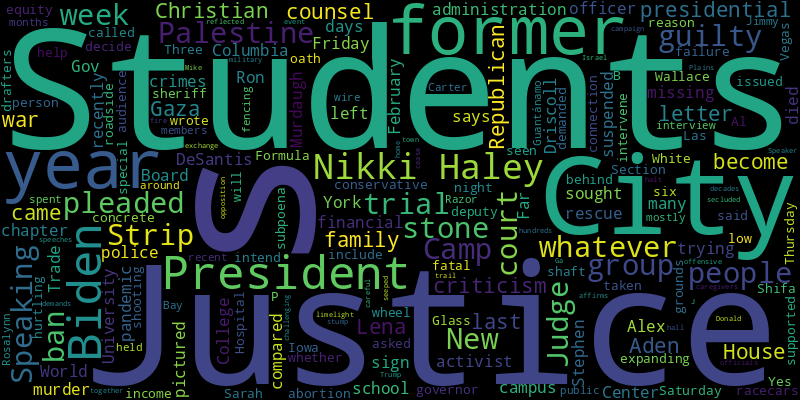 equity
months
week
Christian
counsel
administration
officer
presidential
reflected
event
Jimmy
called
decide
Palestine
former
reason
guilty
help
Three
Columbia
days
Friday
Vegas
drafters
Gov
recently
roadside
audience
crimes
Ron
oath
Republican
Wallace
failure
person
sheriff
Mike
military
Carter
Israel
Plains
carter
missing
issued
Students
Gaza
Murdaugh
wire
February
Guantánamo
Driscoll
demanded
connection
suspended
B
intervene
letter
died
war
wrote
fencing
left
says
interview
Al
Las
members
exchange
home
town
seen
White
Speaker
year
special
DeSantis
Formula
Nikki Haley
behind
Section
become
Board
will
conservative
night
sought
six
decades
secluded
pleaded
opposition
S
subpoena
York
trial
Razor
Far
rescue
many
mostly
said
City
Thursday
came
around
spent
concrete
financial
deputy
court
hundreds
chapter
Strip
family
stone
whatever
low
trying
Biden
Trade
police
recent
intend
include
Camp
fatal
shaft
group
offensive
Shifa
Speaking
ban
University
pandemic
shooting
President
trail
criticism
taken
grounds
people
caregivers
supported
hurtling
speeches
demands
Hospital
College
P
careful
seeped
wheel
Judge
affirms
J
World
Bay
challenging
limelight
stump
Lena
Glass
last
New
Alex
Donald
hall
Rosalynn
held
pictured
compared
Iowa
whether
asked
activist
Stephen
Aden
expanding
House
Justice
sign
Trump
murder
together
income
Sarah
abortion
school
governor
campus
public
Center
Saturday
Yes
racecars